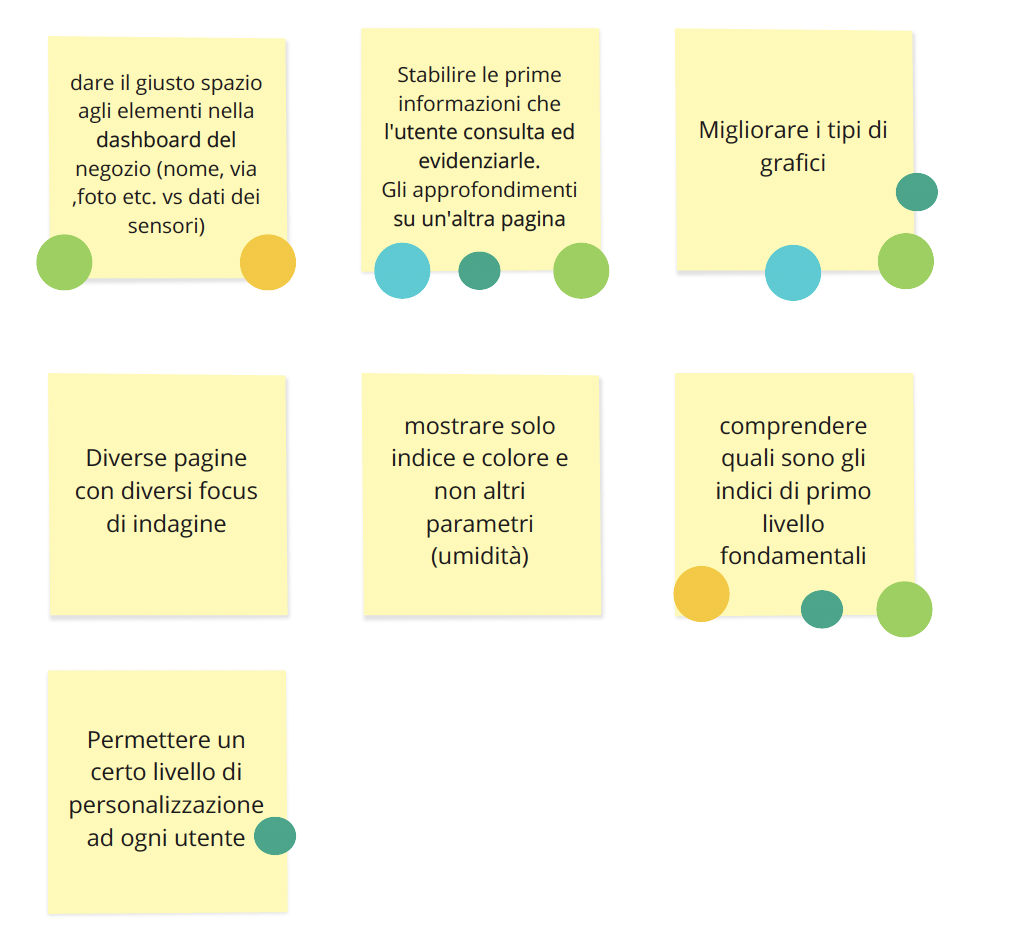 dare il giusto spazio
agli elementi nella
dashboard del
negozio (nome, via
,foto etc. vs dati dei
sensori)
Stabilire le prime
informazioni che
l'utente consulta ed
evidenziarle.
Gli approfondimenti
su un'altra pagina
Migliorare i tipi di
grafici
Diverse pagine
con diversi focus
di indagine
mostrare solo
indice e colore e
non altri
parametri
(umidità)
comprendere
quali sono gli
indici di primo
livello
fondamentali
Permettere un
certo livello di
personalizzazione
ad ogni utente